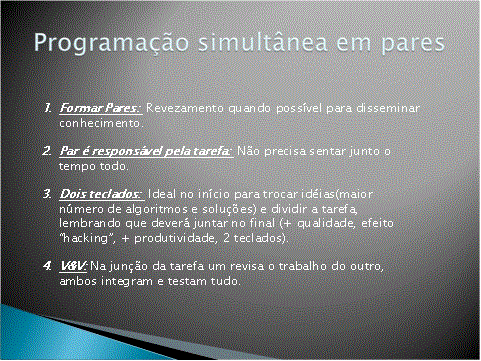 Programação simultânea em pares
1. Formar Pares: Revezamento quando possível para disseminar
conhecimento.
2. Par é responsável pela tarefa: Não precisa sentar junto o
tempo todo.
3. Dois teclados: Ideal no início para trocar idéias(maior
número de algoritmos e soluções) e dividir a tarefa,
lembrando que deverá juntar no final (+ qualidade, efeito
"hacking", + produtividade, 2 teclados).
4. V&V: Na junção da tarefa um revisa o trabalho do outro,
ambos integram e testam tudo.